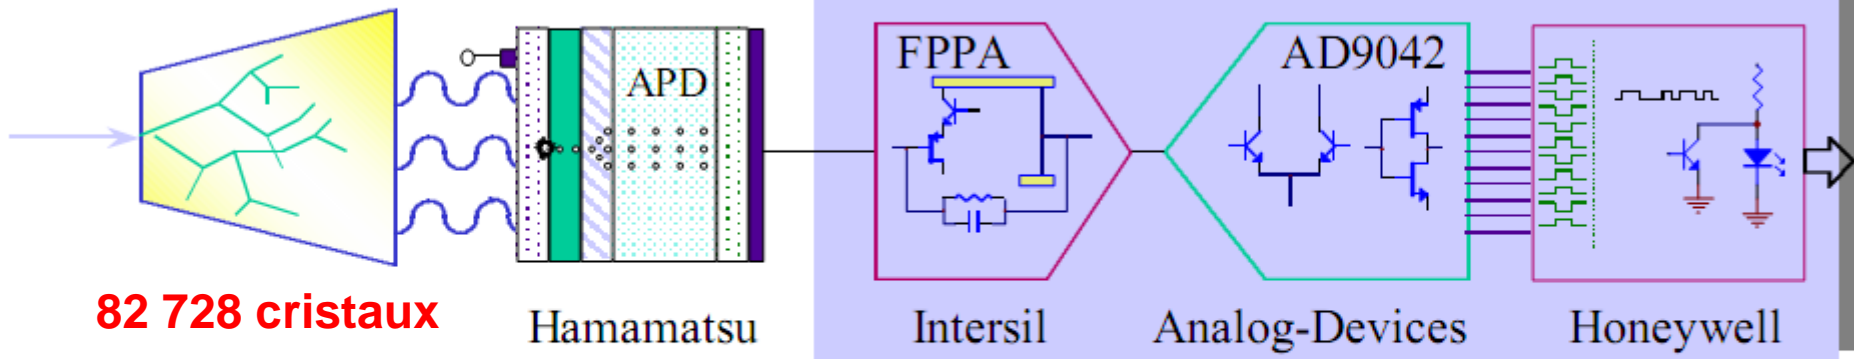 FPPA
AD9042
APD
82 728 cristaux
Hamamatsu
Intersil
Analog-Devices
Honeywell